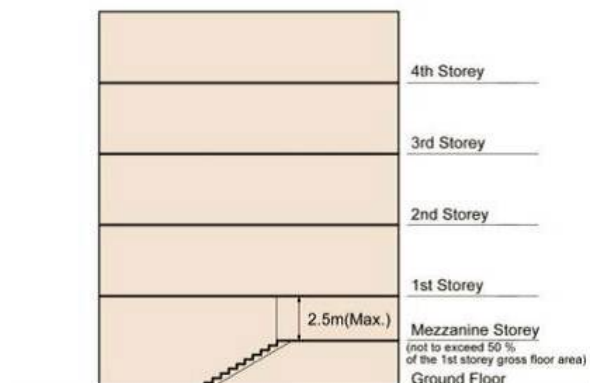 4th Storey
3rd Storey
2nd Storey
1st Storey
2.5m(Max.)
Mezzanine Storey
(not to exceed 50 %
of the 1st storey gross floor area)
Ground Floor